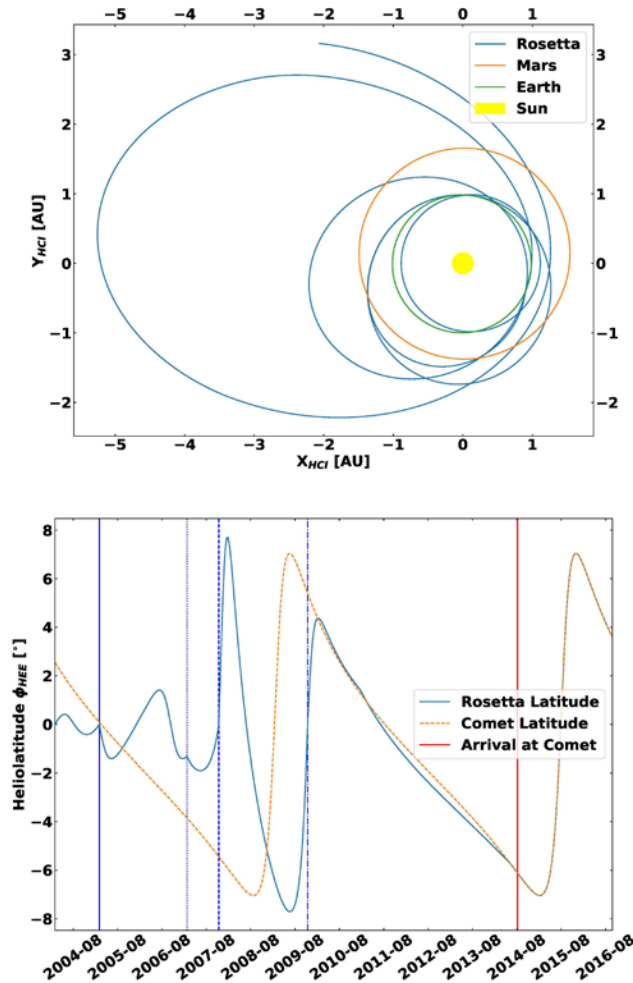 −5 −4 −3 −2 −1 0 1
3
2
1
0
−1
−2
Y_HCI [AU]
Rosetta
Mars
Earth
Sun
3
2
1
0
−1
−2
−5 −4 −3 −2 −1 0 1
X_HCI [AU]
8
6
4
2
0
−2
−4
−6
−8
Heliolatitude ϕ_HEE [°]
Rosetta Latitude
Comet Latitude
Arrival at Comet
2004-08
2005-08
2006-08
2007-08
2008-08
2009-08
2010-08
2011-08
2012-08
2013-08
2014-08
2015-08
2016-08